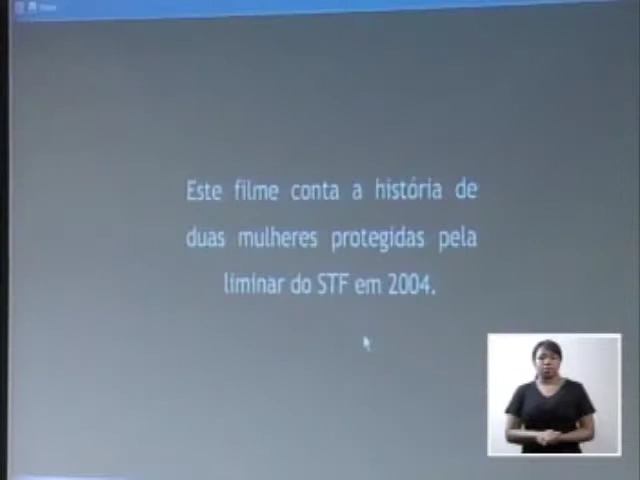 Este filme conta a história de
duas mulheres protegidas pela
liminar do STF em 2004.